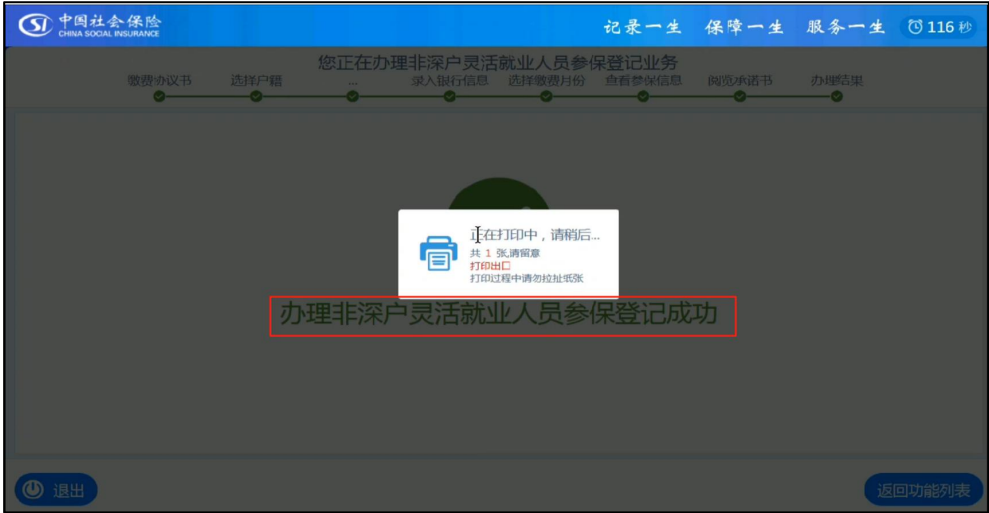 中国社会保险
CHINA SOCIAL INSURANCE
记录一生 保障一生 服务一生 116 秒
您正在办理非深户灵活就业人员参保登记业务
缴费协议书 选择户籍 ... 录入银行信息 选择缴费月份 查看参保信息 阅览承诺书 办理结果
正在打印中，请稍后...
共 1 张,请留意
打印出口
打印过程中请勿拉扯纸张
办理非深户灵活就业人员参保登记成功
退出 返回功能列表